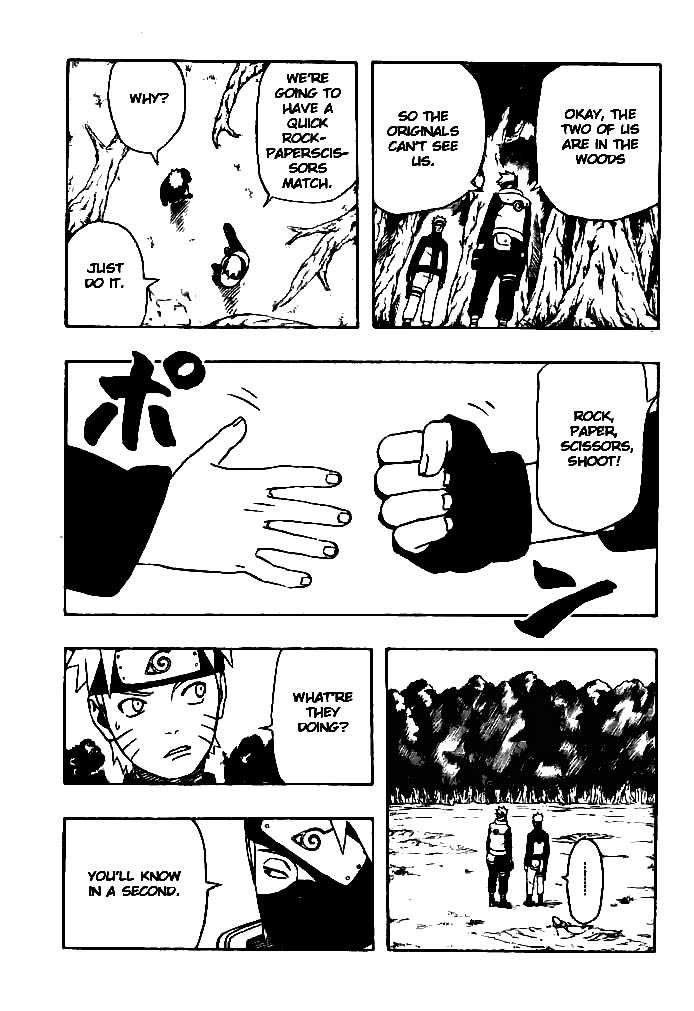 OKAY, THE
TWO OF US
ARE IN THE
WOODS
SO THE
ORIGINALS
CAN'T SEE
US.
WE'RE
GOING TO
HAVE A
QUICK
ROCK-
PAPERSCIS-
SORS
MATCH.
WHY?
JUST
DO IT.
ROCK,
PAPER,
SCISSORS,
SHOOT!
ポ
ン
..........
WHAT'RE
THEY
DOING?
YOU'LL KNOW
IN A SECOND.